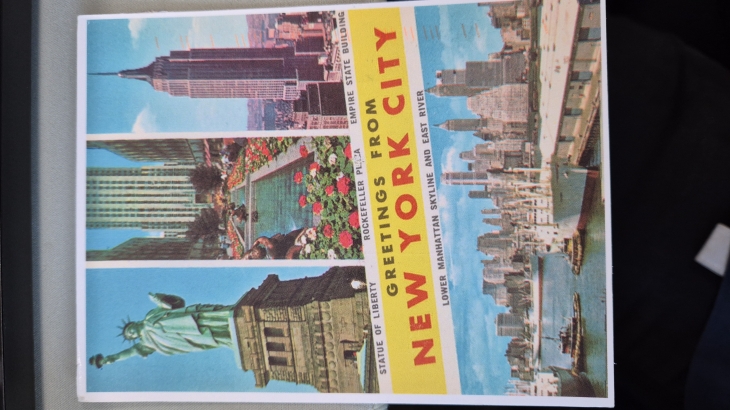 STATUE OF LIBERTY
ROCKEFELLER PLAZA
EMPIRE STATE BUILDING
GREETINGS FROM
NEW YORK CITY
LOWER MANHATTAN SKYLINE AND EAST RIVER